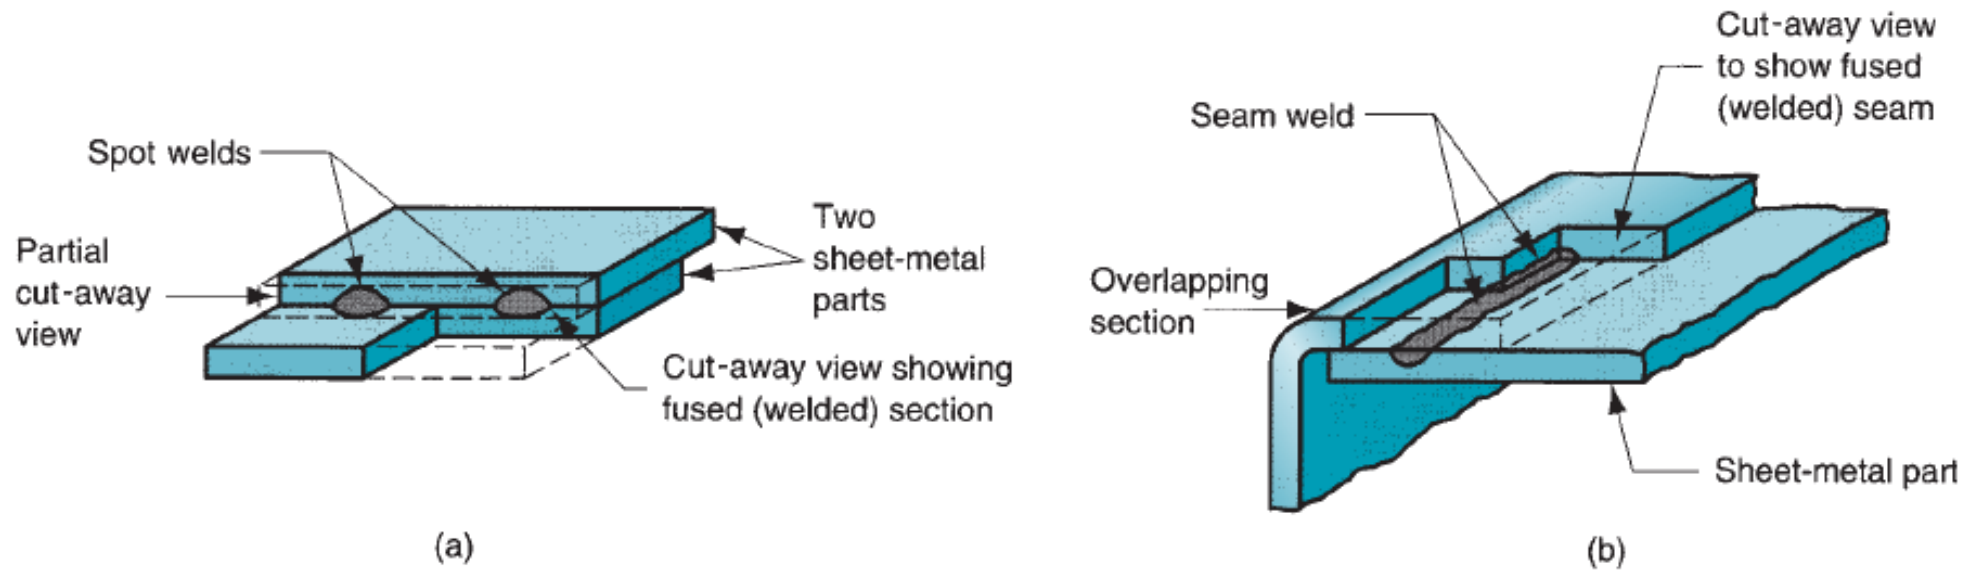 Spot welds
Partial
cut-away
view
Two
sheet-metal
parts
Cut-away view showing
fused (welded) section
(a)
Cut-away view
to show fused
(welded) seam
Seam weld
Overlapping
section
Sheet-metal part
(b)